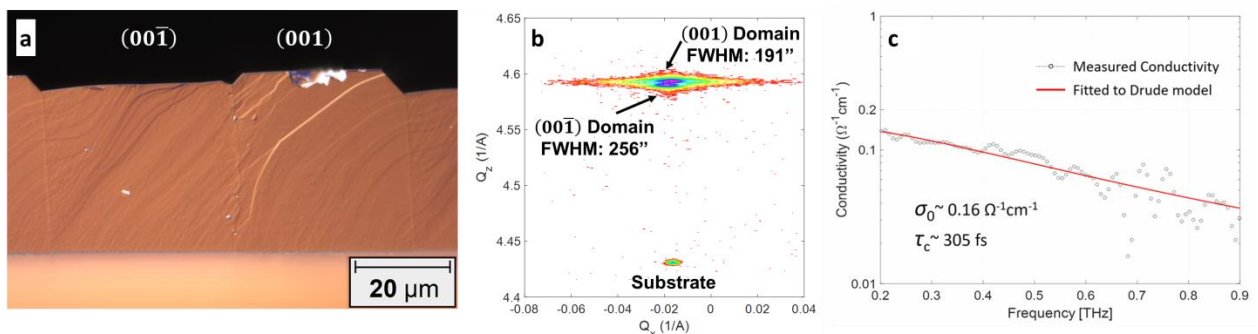 a
(001̄)
(001)
20 μm
b
(001) Domain
FWHM: 191”
(001̄) Domain
FWHM: 256”
Substrate
Q_z (1/A)
4.65
4.6
4.55
4.5
4.45
4.4
-0.08
-0.06
-0.04
-0.02
0
0.02
0.04
Q_x (1/A)
c
Measured Conductivity
Fitted to Drude model
σ₀~ 0.16 Ω⁻¹cm⁻¹
τc~ 305 fs
Conductivity (Ω⁻¹cm⁻¹)
1
0.2
0.1
0.01
0.2
0.3
0.4
0.5
0.6
0.7
0.8
0.9
Frequency [THz]